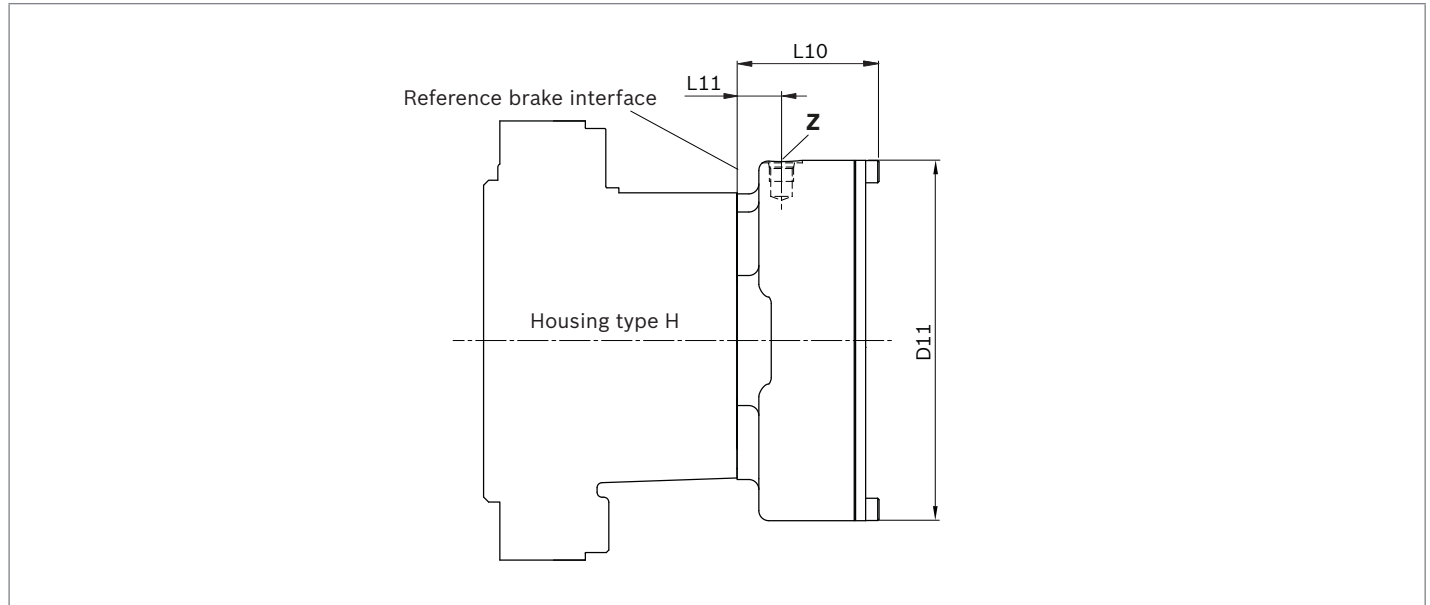 L10
L11
Reference brake interface
Z
Housing type H
D11